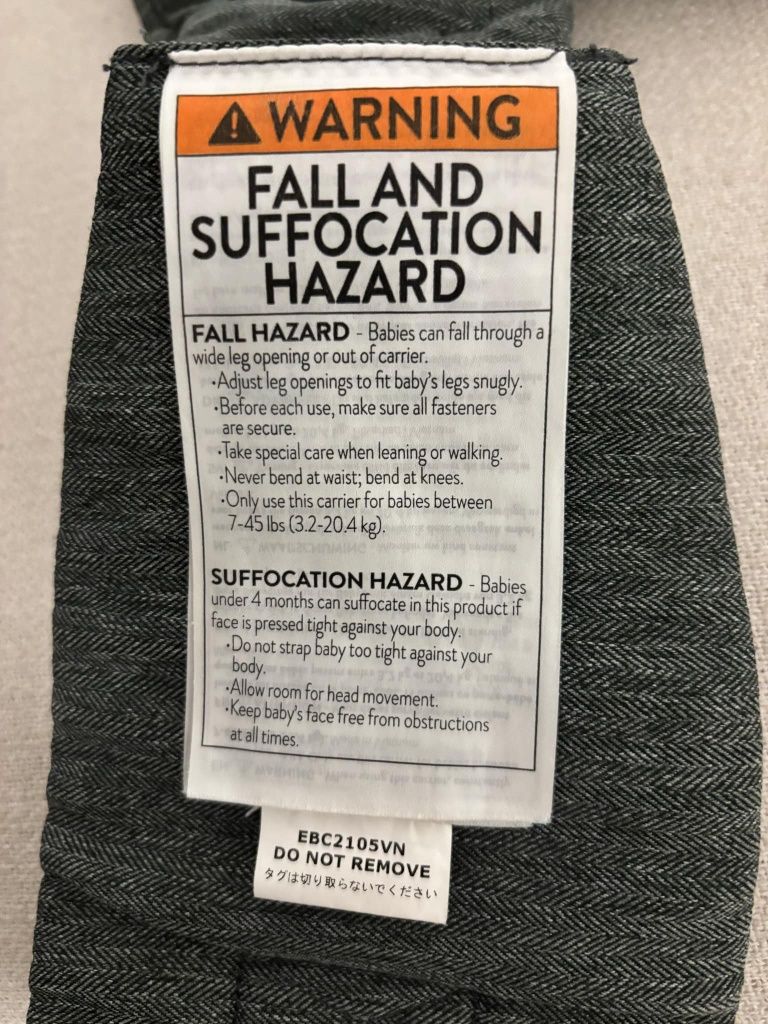 WARNING
FALL AND
SUFFOCATION
HAZARD
FALL HAZARD - Babies can fall through a
wide leg opening or out of carrier.
·Adjust leg openings to fit baby's legs snugly.
·Before each use, make sure all fasteners
are secure.
·Take special care when leaning or walking.
·Never bend at waist; bend at knees.
·Only use this carrier for babies between
7-45 lbs (3.2-20.4 kg).
SUFFOCATION HAZARD - Babies
under 4 months can suffocate in this product if
face is pressed tight against your body.
·Do not strap baby too tight against your
body.
·Allow room for head movement.
·Keep baby's face free from obstructions
at all times.
EBC2105VN
DO NOT REMOVE
タグは切り取らないでください